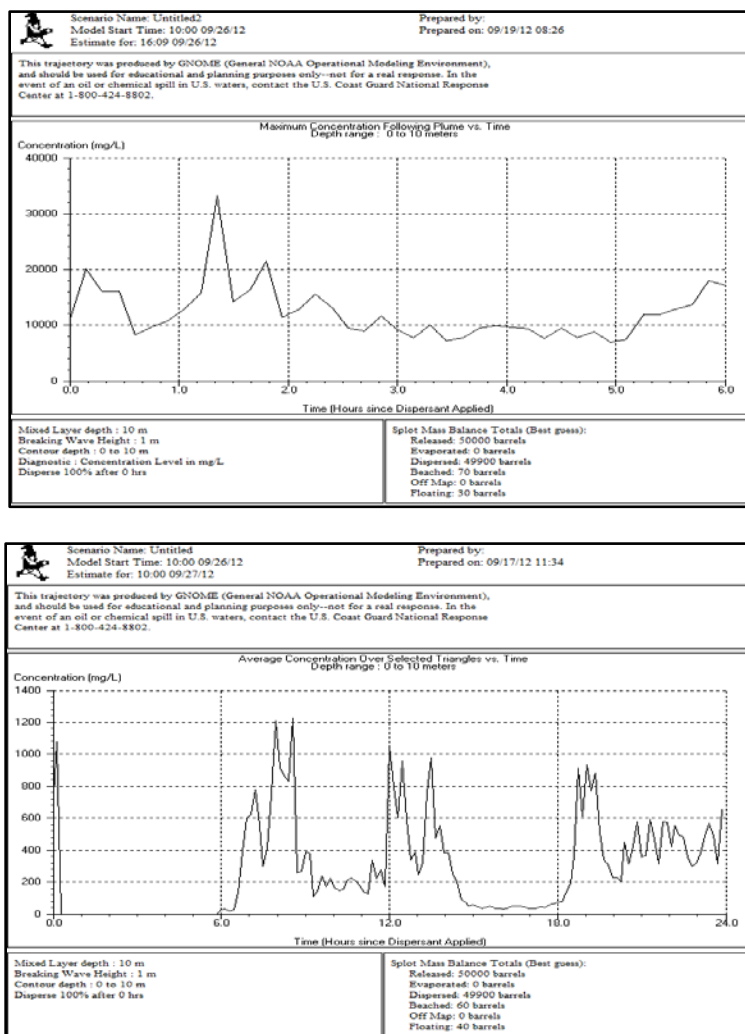 Scenario Name: Untitled2
Model Start Time: 10:00 09/26/12
Estimate for: 16:09 09/26/12
Prepared by:
Prepared on: 09/19/12 08:26
This trajectory was produced by GNOME (General NOAA Operational Modeling Environment),
and should be used for educational and planning purposes only--not for a real response. In the
event of an oil or chemical spill in U.S. waters, contact the U.S. Coast Guard National Response
Center at 1-800-424-8802.
Maximum Concentration Following Plume vs. Time
Depth range : 0 to 10 meters
Concentration (mg/L)
40000
30000
20000
10000
0
0.0 1.0 2.0 3.0 4.0 5.0 6.0
Time (Hours since Dispersant Applied)
Mixed Layer depth : 10 m
Breaking Wave Height : 1 m
Contour depth : 0 to 10 m
Diagnostic : Concentration Level in mg/L
Disperse 100% after 0 hrs
Splot Mass Balance Totals (Best guess):
Released: 50000 barrels
Evaporated: 0 barrels
Dispersed: 49900 barrels
Beached: 70 barrels
Off Map: 0 barrels
Floating: 30 barrels
Scenario Name: Untitled
Model Start Time: 10:00 09/26/12
Estimate for: 10:00 09/27/12
Prepared by:
Prepared on: 09/17/12 11:34
This trajectory was produced by GNOME (General NOAA Operational Modeling Environment),
and should be used for educational and planning purposes only--not for a real response. In the
event of an oil or chemical spill in U.S. waters, contact the U.S. Coast Guard National Response
Center at 1-800-424-8802.
Average Concentration Over Selected Triangles vs. Time
Depth range : 0 to 10 meters
Concentration (mg/L)
1400
1200
1000
800
600
400
200
0
0.0 6.0 12.0 18.0 24.0
Time (Hours since Dispersant Applied)
Mixed Layer depth : 10 m
Breaking Wave Height : 1 m
Contour depth : 0 to 10 m
Disperse 100% after 0 hrs
Splot Mass Balance Totals (Best guess):
Released: 50000 barrels
Evaporated: 0 barrels
Dispersed: 49900 barrels
Beached: 60 barrels
Off Map: 0 barrels
Floating: 40 barrels